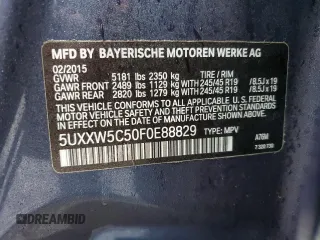 MFD BY BAYERISCHE MOTOREN WERKE AG
02/2015
GVWR 5181 lbs 2350 kg TIRE / RIM
GAWR FRONT 2489 lbs 1129 kg WITH 245/45 R19 /8.5J x 19
GAWR REAR 2820 lbs 1279 kg WITH 245/45 R19 /8.5J x 19
THIS VEHICLE CONFORMS TO ALL APPLICABLE FEDERAL MOTOR VEHICLE SAFETY, BUMPER AND THEFT PREVENTION STANDARDS IN EFFECT ON THE DATE OF MANUFACTURE SHOWN ABOVE
5UXXW5C50F0E88829 TYPE: MPV
DREAMBID